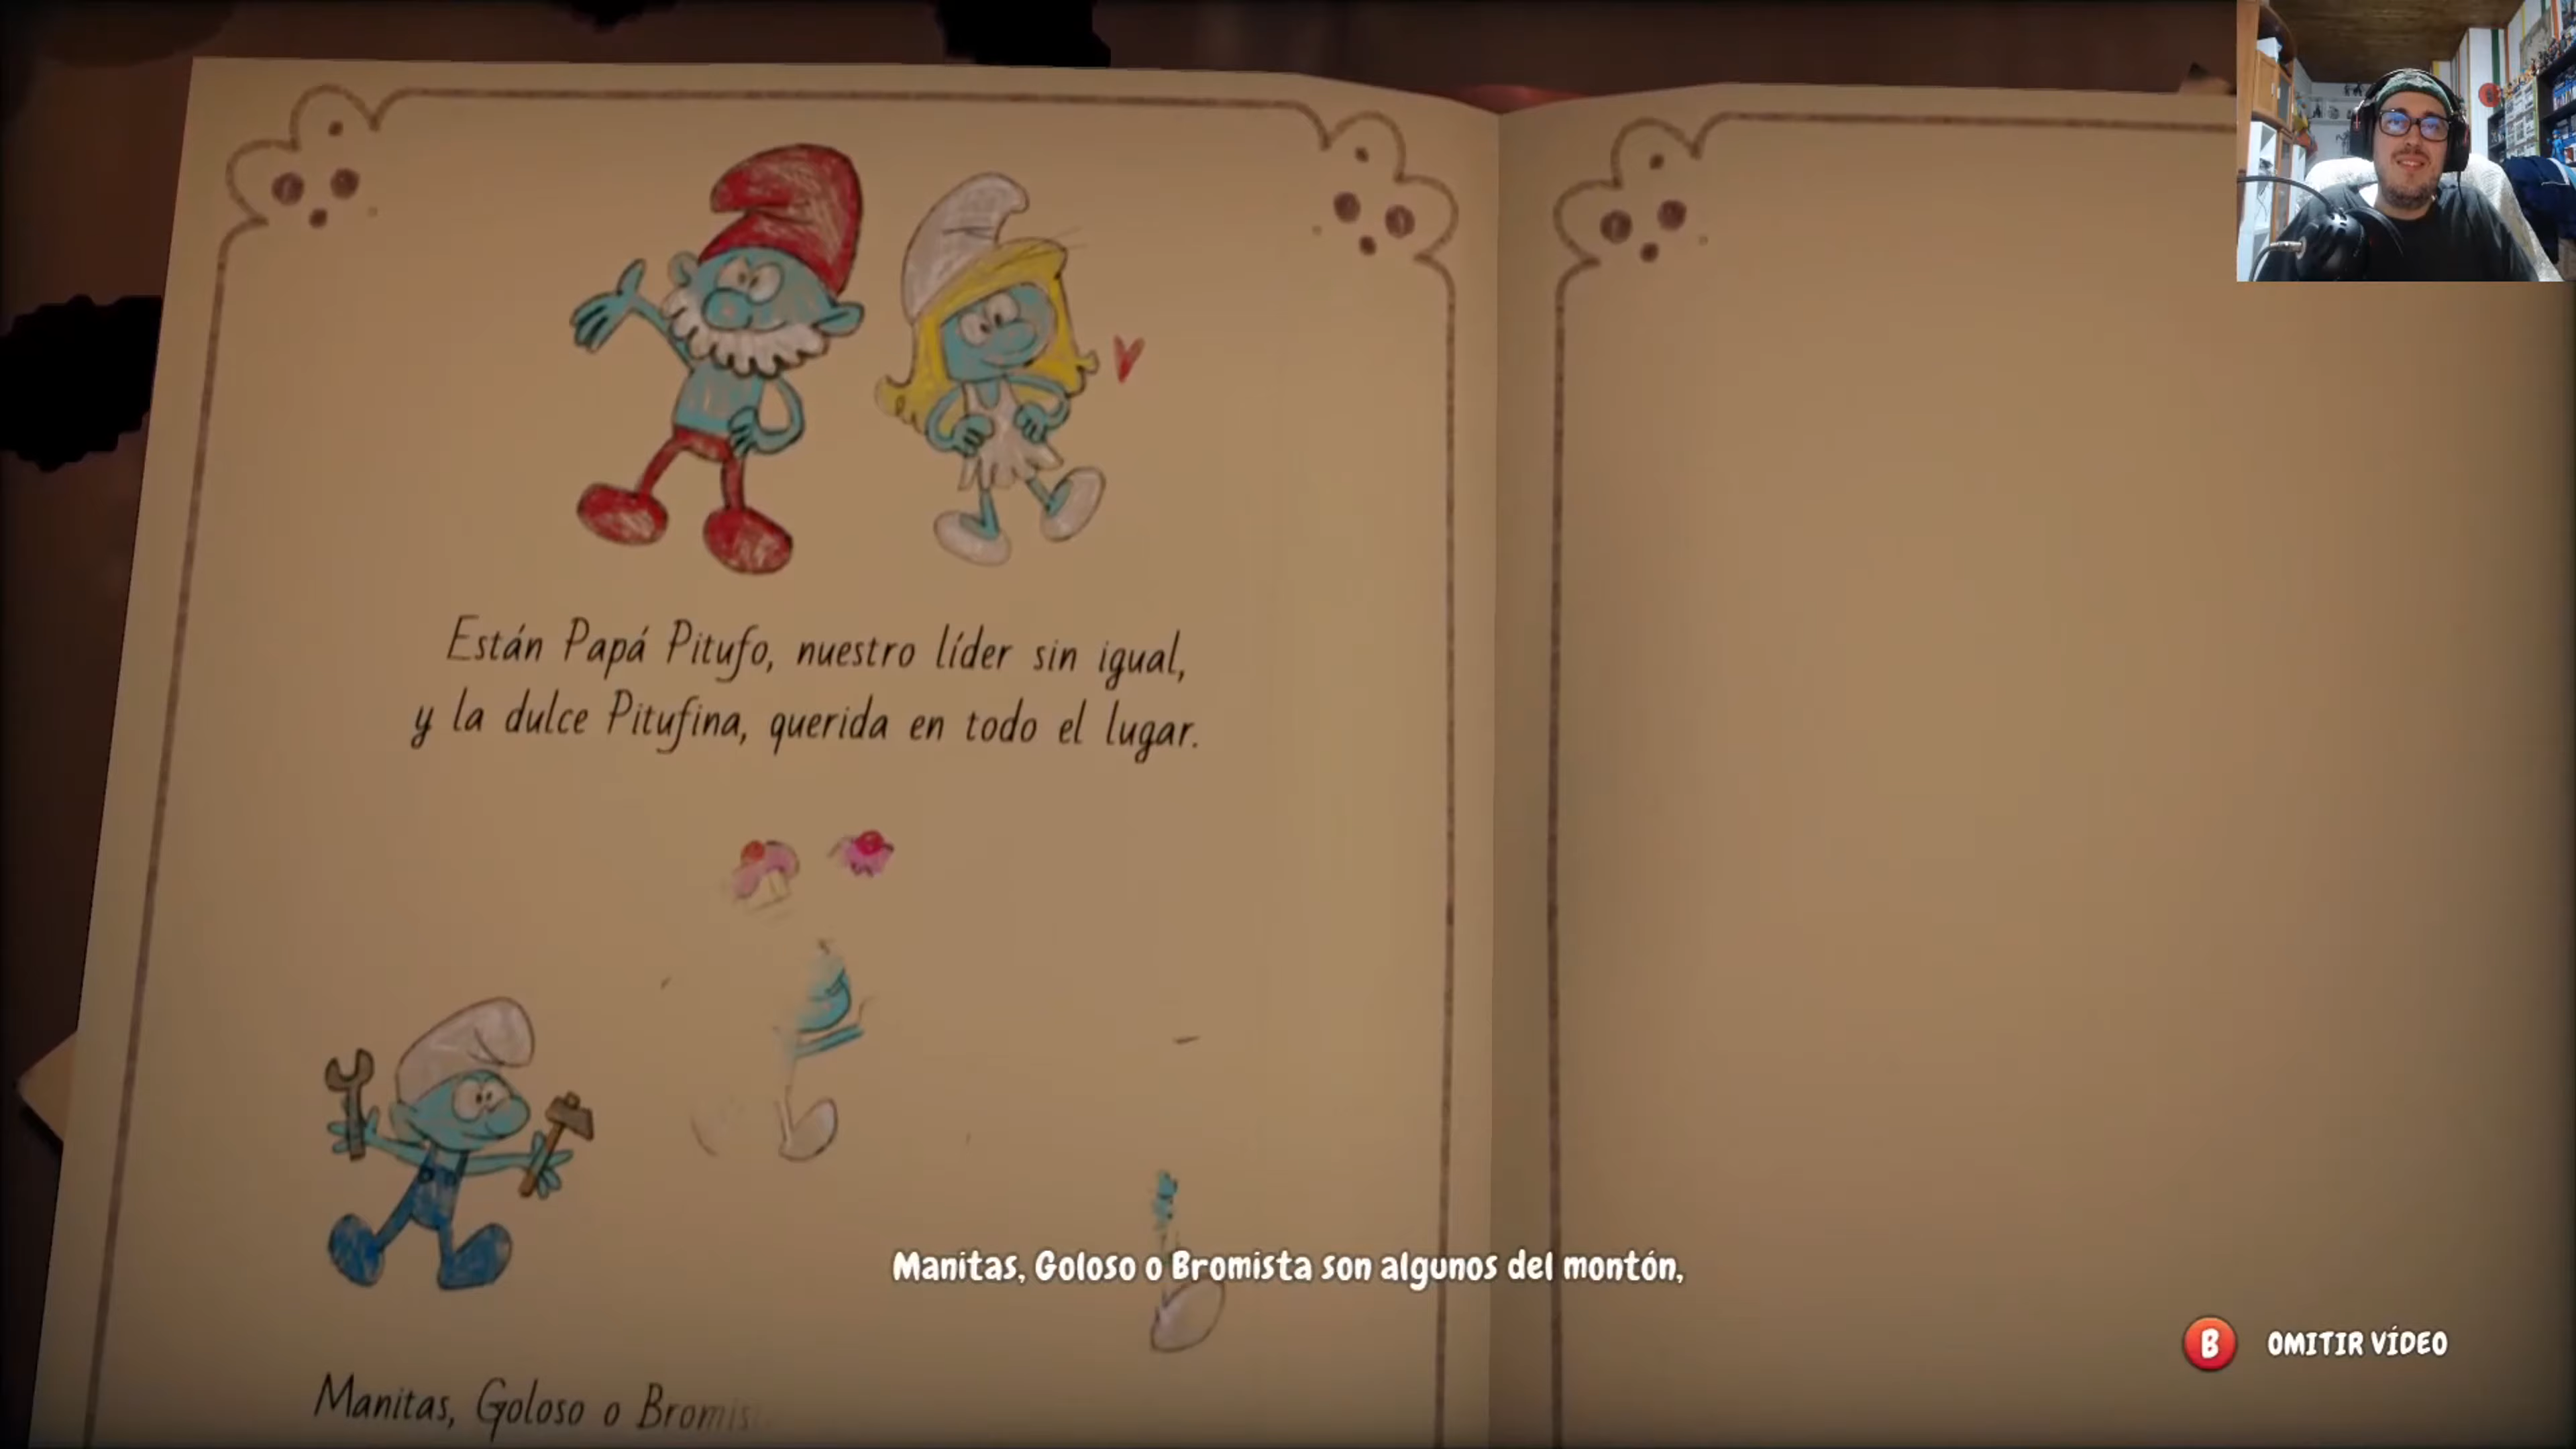 Están Papá Pitufo, nuestro líder sin igual,
y la dulce Pitufina, querida en todo el lugar.
Manitas, Goloso o Bromista son algunos del montón,
B OMITIR VÍDEO
Manitas, Goloso o Bromis